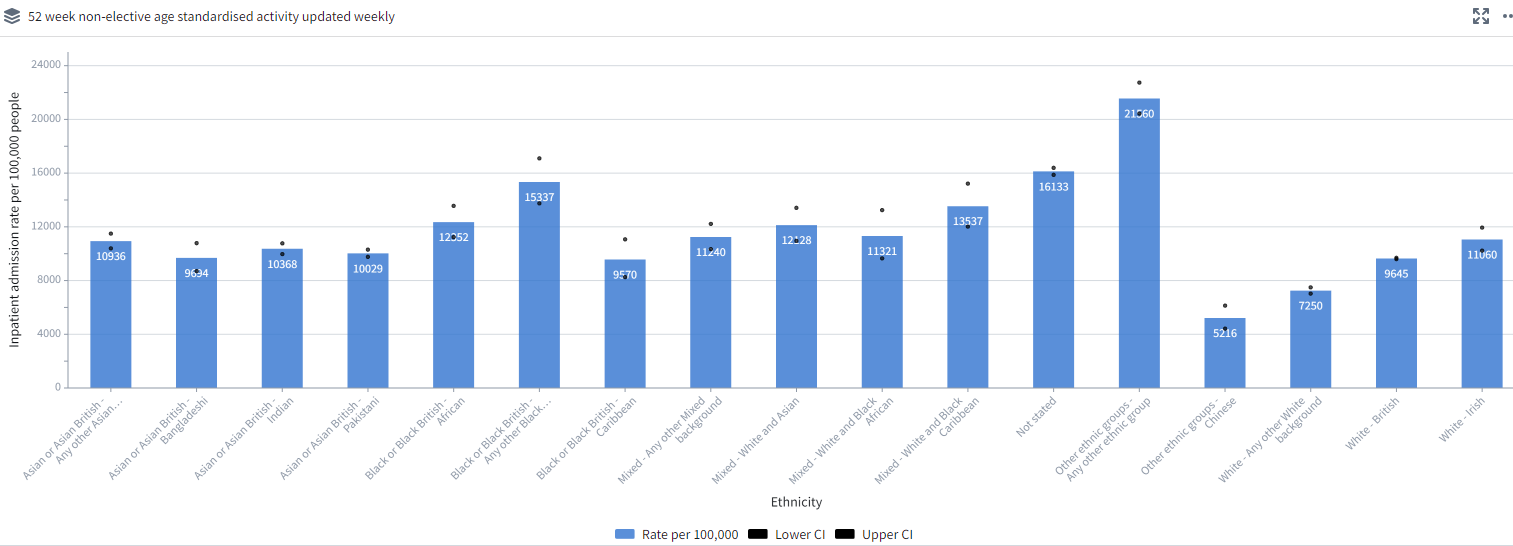 52 week non-elective age standardised activity updated weekly
Inpatient admission rate per 100,000 people
24000
20000
16000
12000
8000
4000
0
10936
9694
10368
10029
15337
9570
11240
12128
11321
13537
16133
21560
5216
7250
9645
11060
Asian or Asian British -
Any other Asian…
Asian or Asian British -
Bangladeshi
Asian or Asian British -
Indian
Asian or Asian British -
Pakistani
Black or Black British -
African
Black or Black British -
Any other Black…
Black or Black British -
Caribbean
Mixed - Any other Mixed
background
Mixed - White and Asian
Mixed - White and Black
African
Mixed - White and Black
Caribbean
Not stated
Other ethnic groups -
Any other ethnic group
Other ethnic groups -
Chinese
White - Any other White
background
White - British
White - Irish
Ethnicity
Rate per 100,000
Lower CI
Upper CI